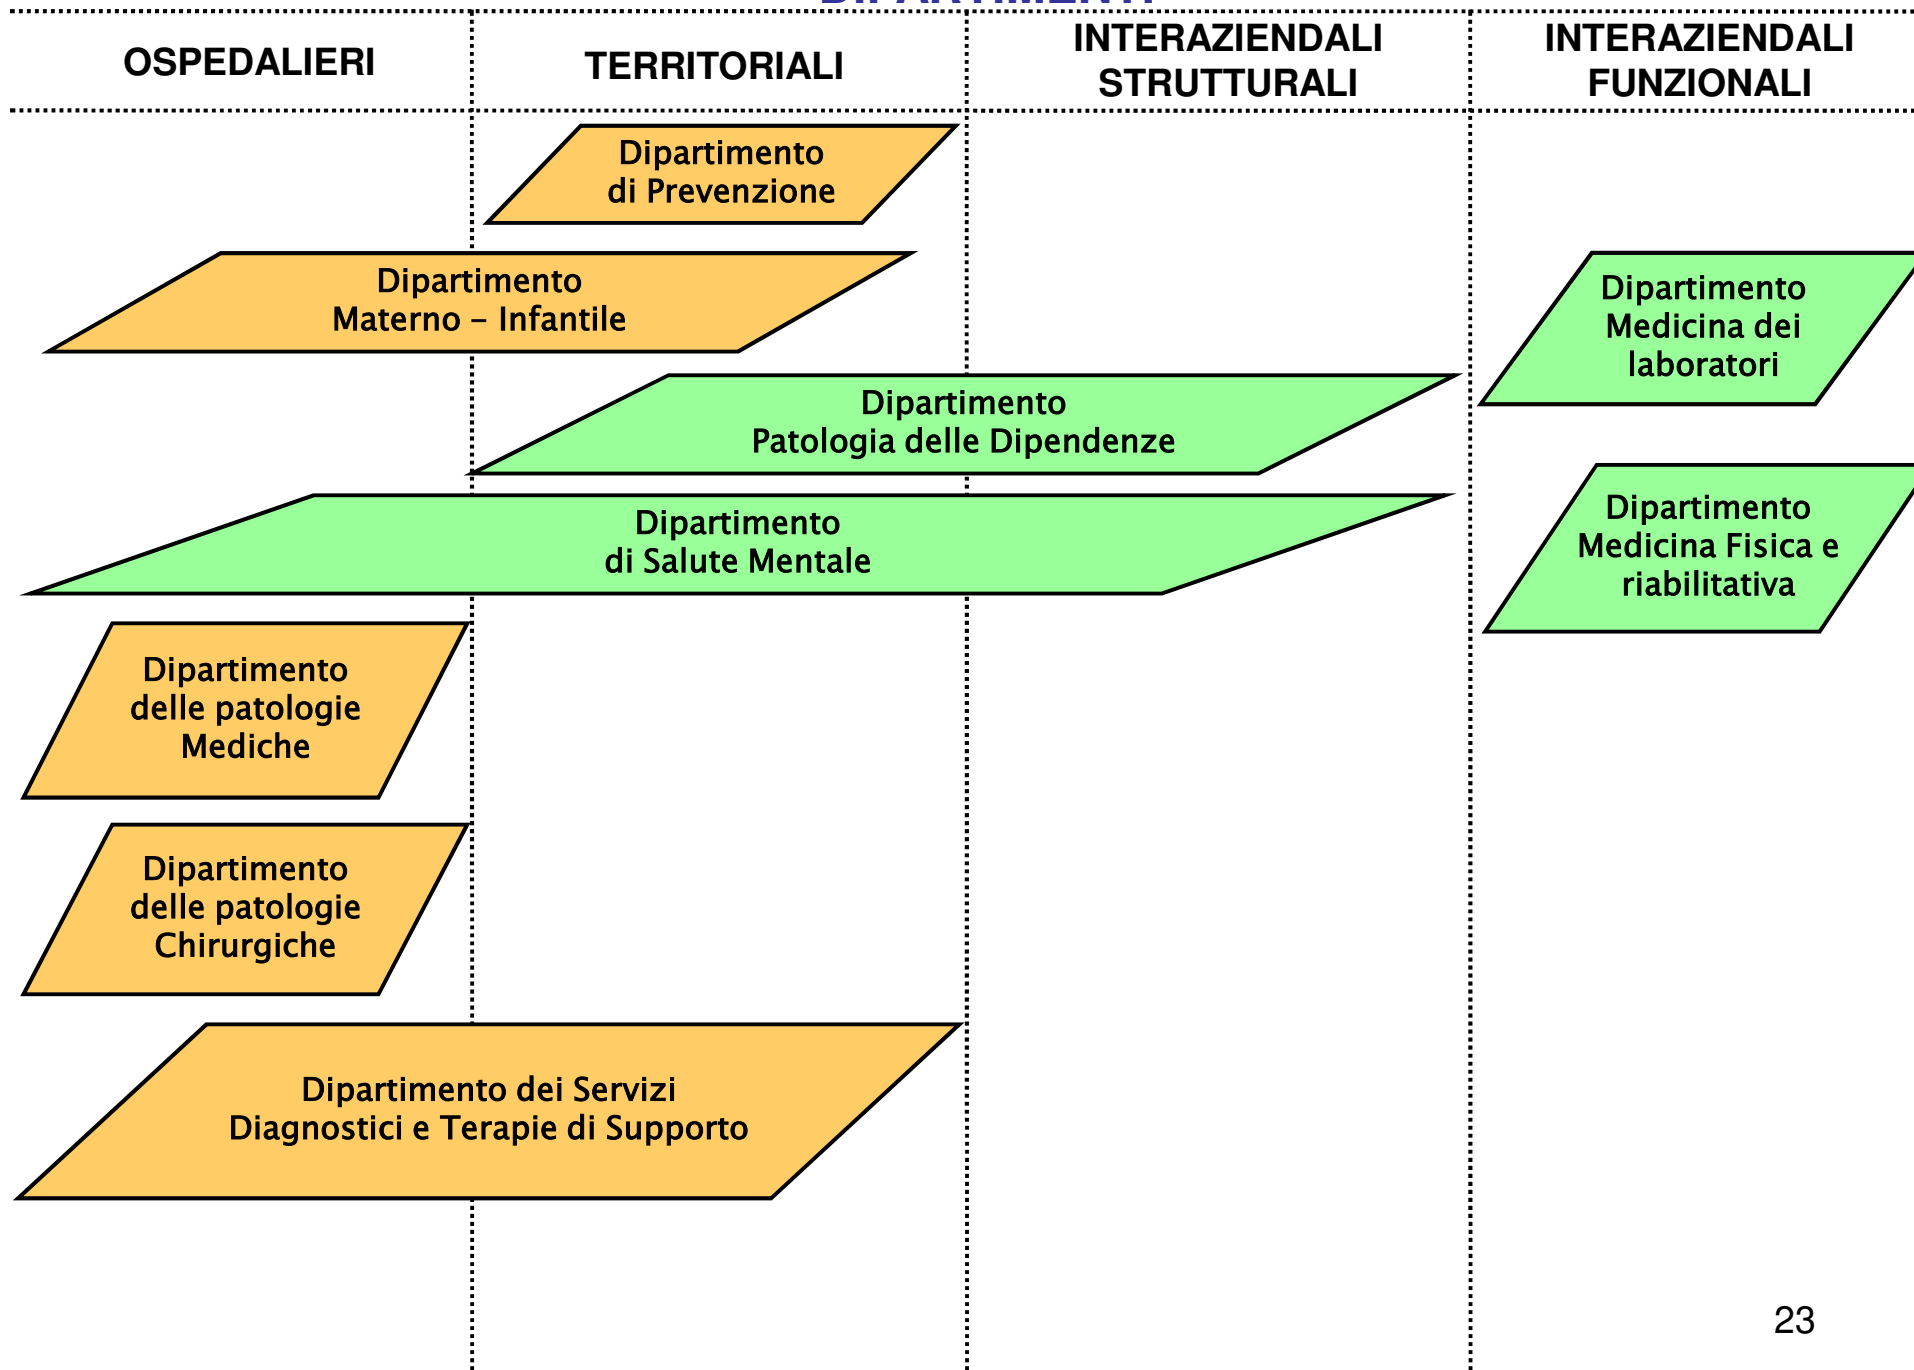 DIPARTIMENTI
OSPEDALIERI
TERRITORIALI
INTERAZIENDALI
STRUTTURALI
INTERAZIENDALI
FUNZIONALI
Dipartimento
di Prevenzione
Dipartimento
Materno – Infantile
Dipartimento
Medicina dei
laboratori
Dipartimento
Patologia delle Dipendenze
Dipartimento
di Salute Mentale
Dipartimento
Medicina Fisica e
riabilitativa
Dipartimento
delle patologie
Mediche
Dipartimento
delle patologie
Chirurgiche
Dipartimento dei Servizi
Diagnostici e Terapie di Supporto
23